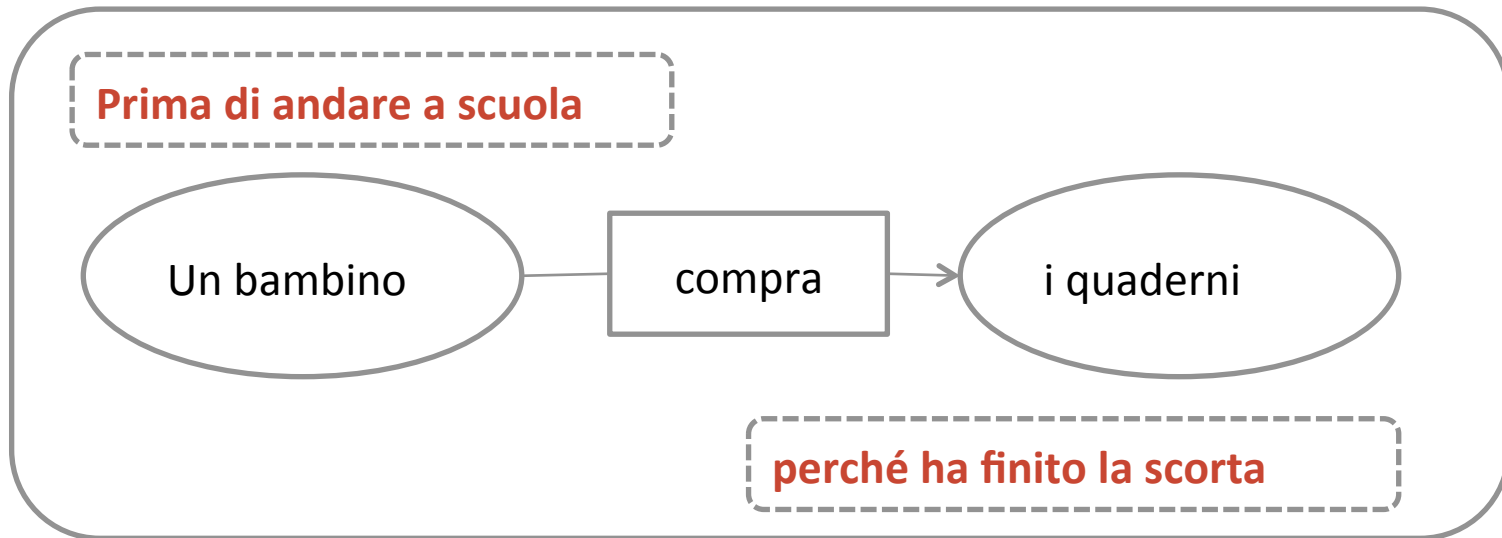 Prima di andare a scuola
Un bambino compra i quaderni
perché ha finito la scorta